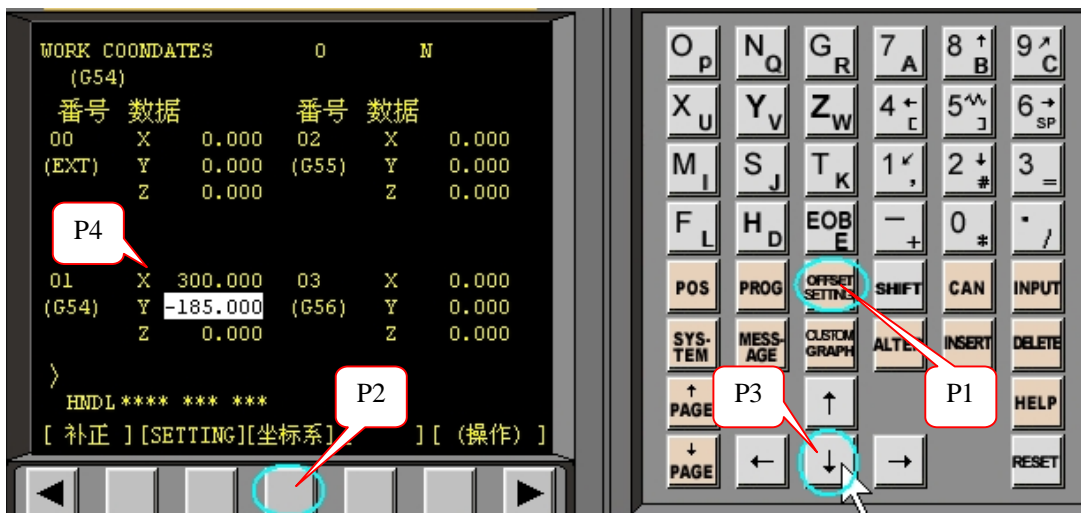 WORK COONDATES O N
(G54)
番号 数据 番号 数据
00 X 0.000 02 X 0.000
(EXT) Y 0.000 (G55) Y 0.000
Z 0.000 Z 0.000
P4
01 X 300.000 03 X 0.000
(G54) Y -185.000 (G56) Y 0.000
Z 0.000 Z 0.000
>
HNDL **** *** ***
P2
[ 补正 ][SETTING][坐标系][ ][ (操作) ]
O P N Q G R 7 A 8 ↑ B 9 ↗ C
X U Y V Z W 4 ← [ 5 ] 6 → SP
M I S J T K 1 ↙ , 2 ↓ # 3 =
F L H D EOB E - + 0 * · /
POS PROG OFFSET SETTING SHIFT CAN INPUT
SYS-TEM MESS-AGE CUSTOM GRAPH ALTER INSERT DELETE
↑ PAGE P3 ↑ P1 HELP
↓ PAGE ← ↓ → RESET